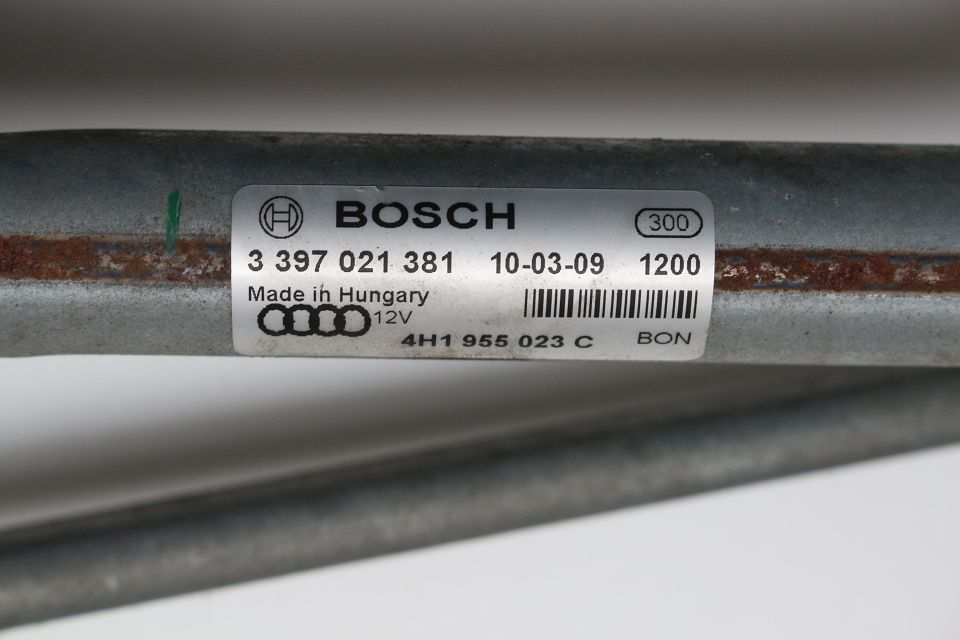 BOSCH 300
3 397 021 381 10-03-09 1200
Made in Hungary
12V
4H1 955 023 C BON